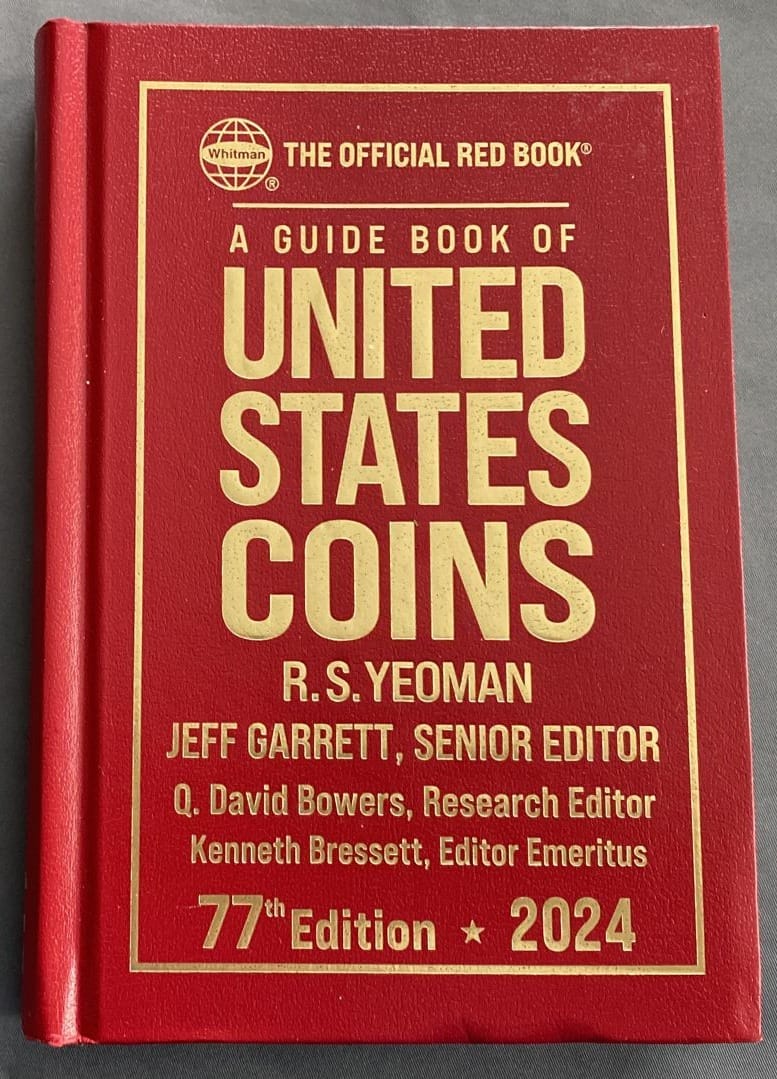 Whitman® THE OFFICIAL RED BOOK®
A GUIDE BOOK OF
UNITED
STATES
COINS
R.S. YEOMAN
JEFF GARRETT, SENIOR EDITOR
Q. David Bowers, Research Editor
Kenneth Bressett, Editor Emeritus
77th Edition ★ 2024